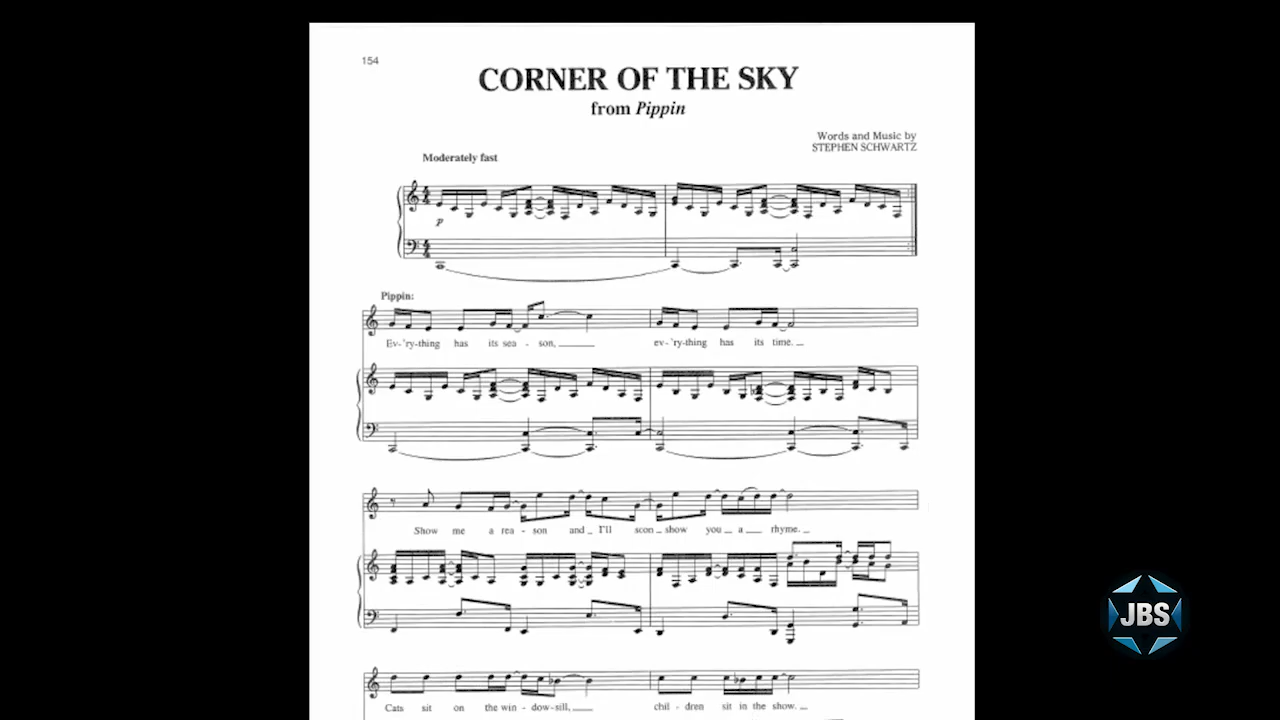 154
CORNER OF THE SKY
from Pippin
Words and Music by
STEPHEN SCHWARTZ
Moderately fast
p
Pippin:
Ev-'ry-thing has its sea - son, ev-'ry-thing has its time.
Show me a rea - son and I'll scon show you a rhyme.
Cats sit on the win - dow-sill, chil - dren sit in the show.
JBS